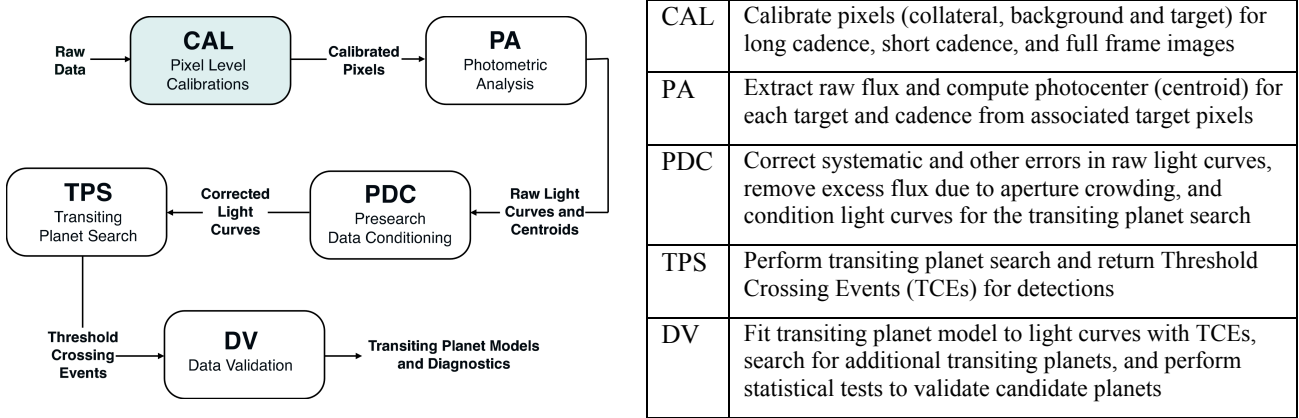 Raw
Data
CAL
Pixel Level
Calibrations
Calibrated
Pixels
PA
Photometric
Analysis
TPS
Transiting
Planet Search
Corrected
Light
Curves
PDC
Presearch
Data Conditioning
Raw Light
Curves and
Centroids
Threshold
Crossing
Events
DV
Data Validation
Transiting Planet Models
and Diagnostics
CAL
Calibrate pixels (collateral, background and target) for
long cadence, short cadence, and full frame images
PA
Extract raw flux and compute photocenter (centroid) for
each target and cadence from associated target pixels
PDC
Correct systematic and other errors in raw light curves,
remove excess flux due to aperture crowding, and
condition light curves for the transiting planet search
TPS
Perform transiting planet search and return Threshold
Crossing Events (TCEs) for detections
DV
Fit transiting planet model to light curves with TCEs,
search for additional transiting planets, and perform
statistical tests to validate candidate planets